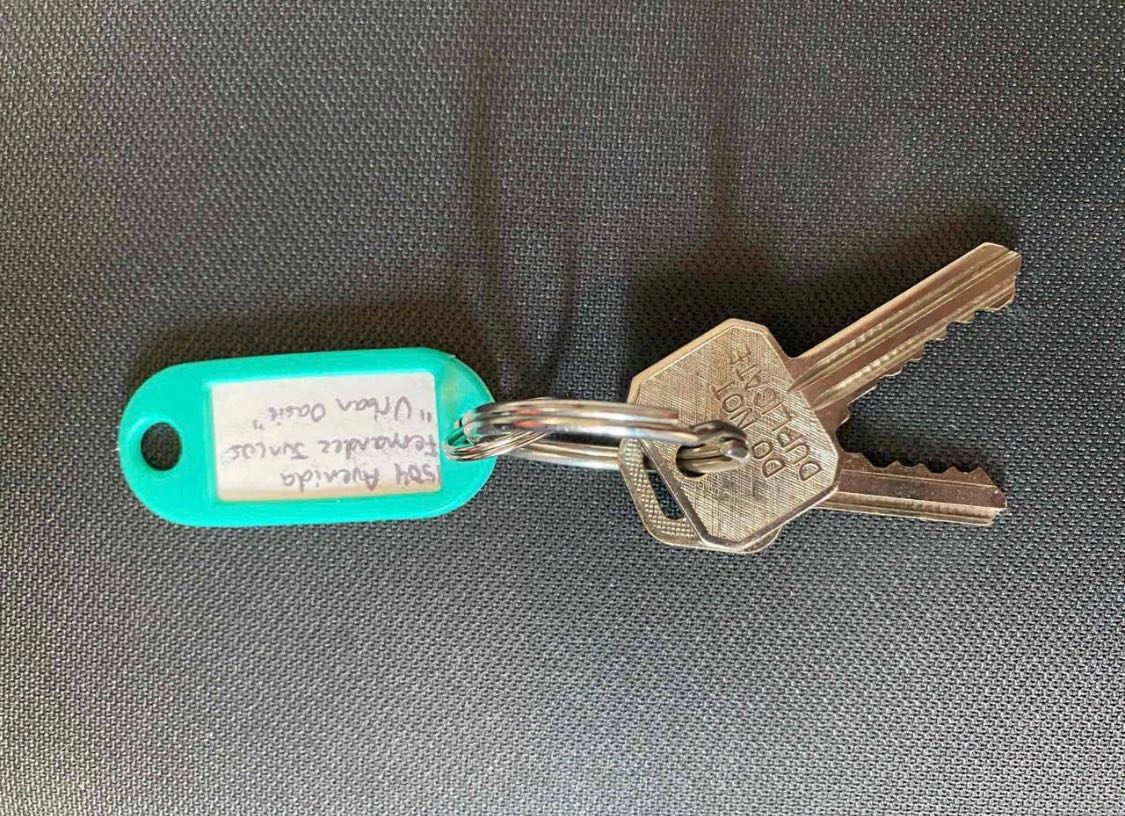 504 Avenida
Fernandez Juncos
"Urban Oasis"
DO NOT
DUPLICATE